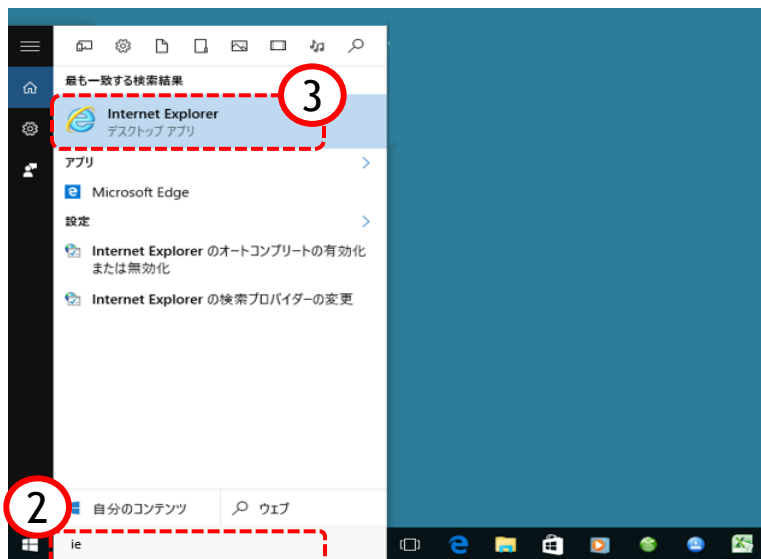 最も一致する検索結果
3
Internet Explorer
デスクトップ アプリ
アプリ
Microsoft Edge
設定
Internet Explorer のオートコンプリートの有効化
または無効化
Internet Explorer の検索プロバイダーの変更
2
自分のコンテンツ
ウェブ
ie